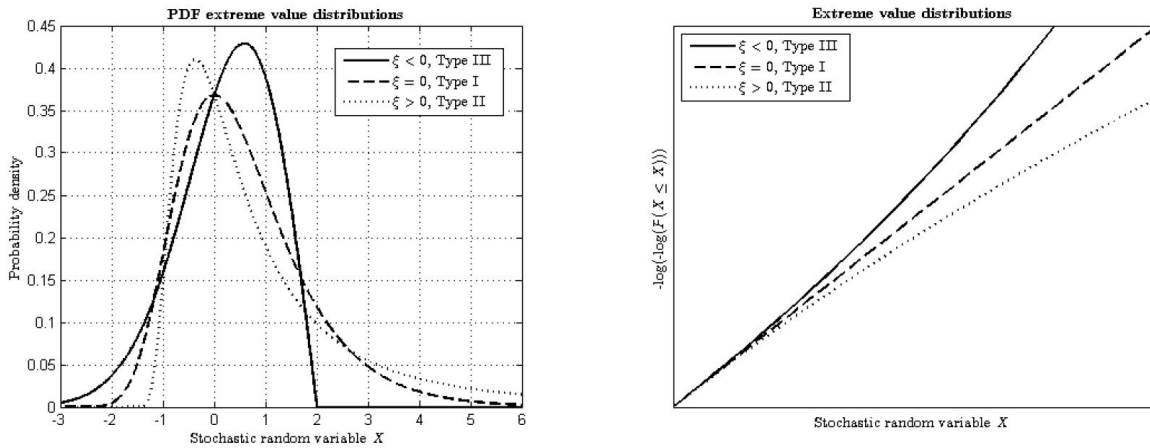 PDF extreme value distributions
0.45
0.4
0.35
0.3
0.25
0.2
0.15
0.1
0.05
0
Probability density
ξ < 0, Type III
ξ = 0, Type I
ξ > 0, Type II
-3 -2 -1 0 1 2 3 4 5 6
Stochastic random variable X
Extreme value distributions
ξ < 0, Type III
ξ = 0, Type I
ξ > 0, Type II
-log(-log(F(X ≤ X)))
Stochastic random variable X